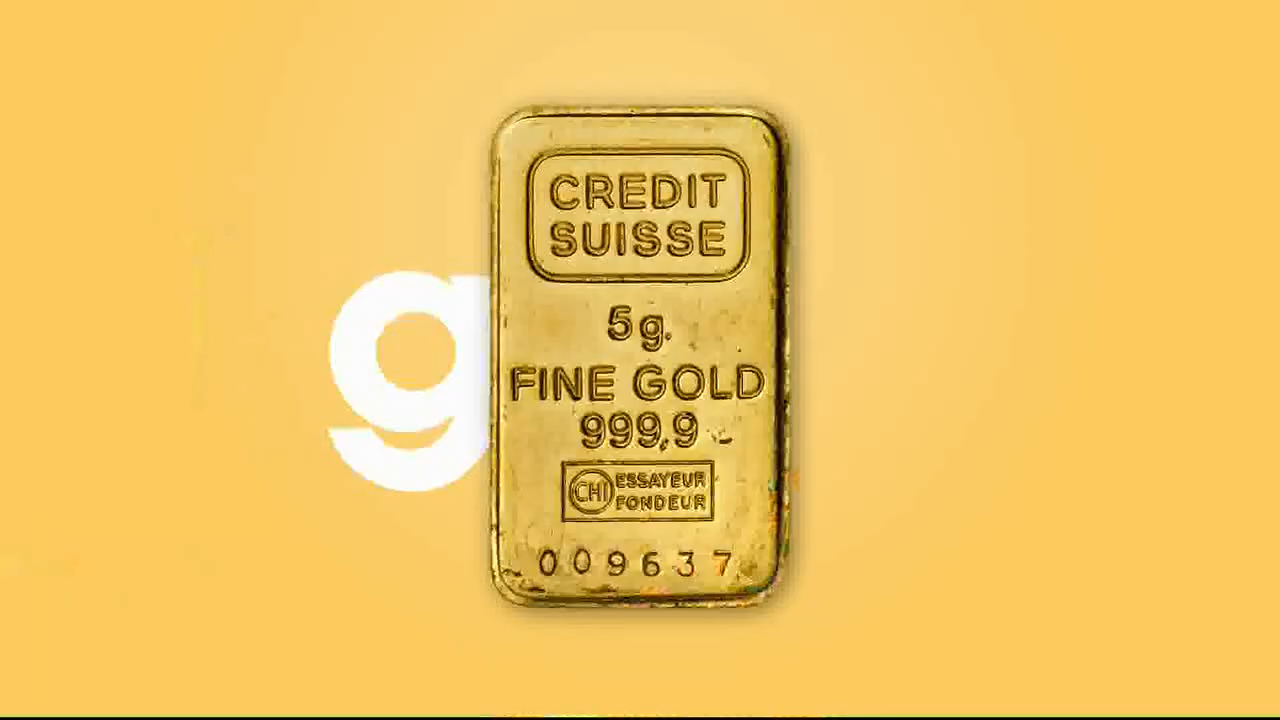 g
CREDIT
SUISSE
5g.
FINE GOLD
999,9
CHI ESSAYEUR
FONDEUR
009637